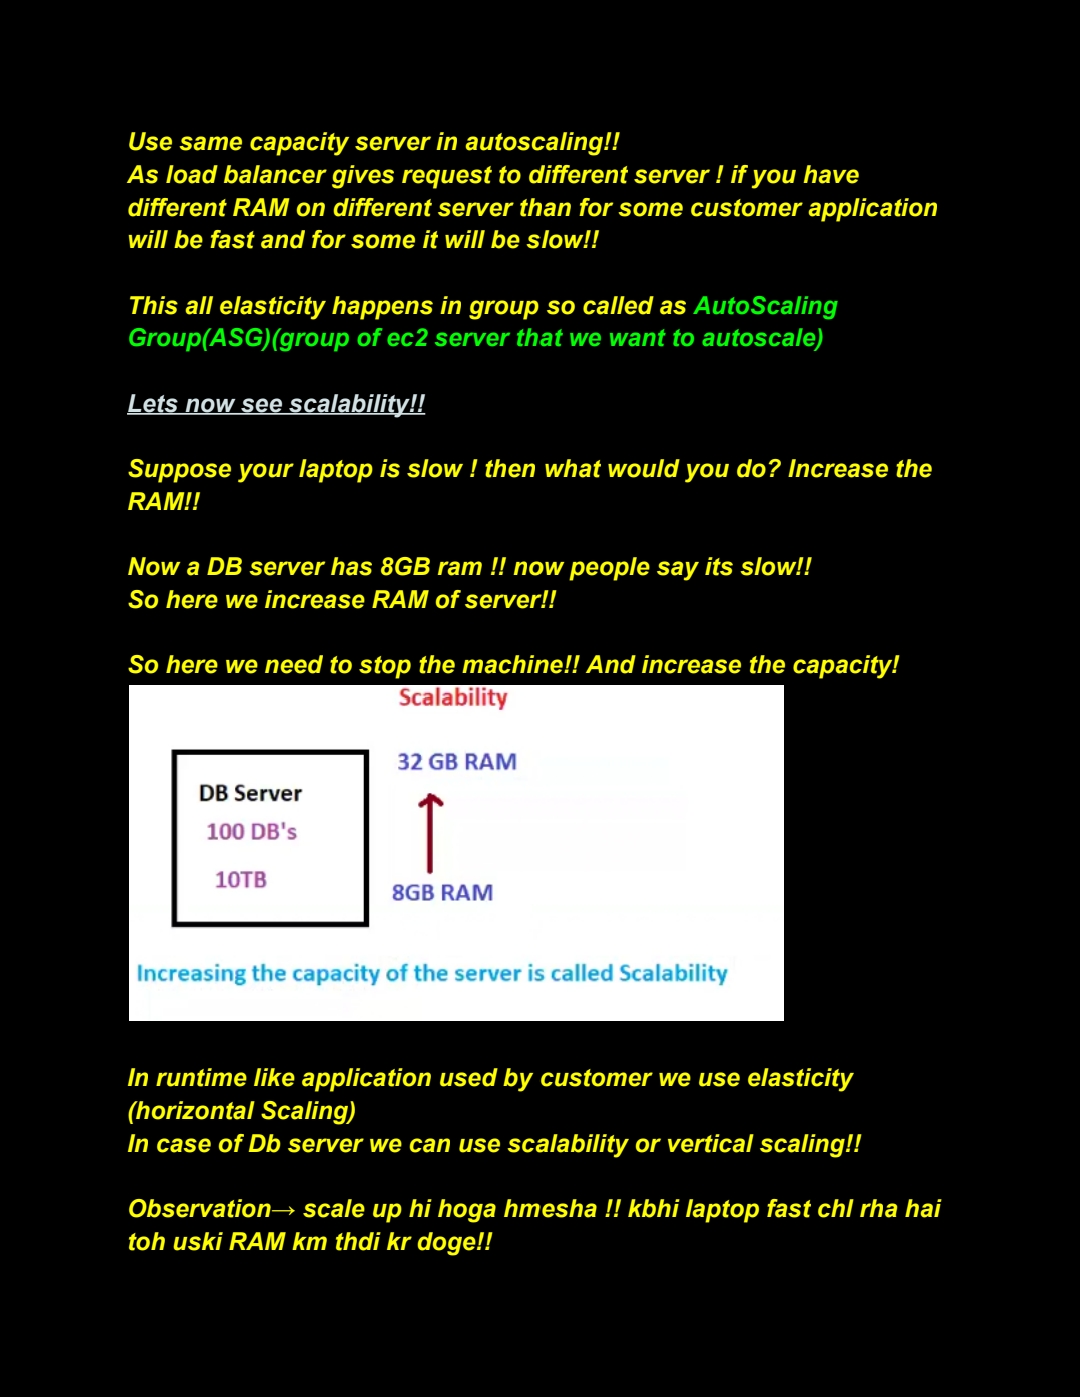 Use same capacity server in autoscaling!!
As load balancer gives request to different server ! if you have
different RAM on different server than for some customer application
will be fast and for some it will be slow!!
This all elasticity happens in group so called as AutoScaling
Group(ASG)(group of ec2 server that we want to autoscale)
Lets now see scalability!!
Suppose your laptop is slow ! then what would you do? Increase the
RAM!!
Now a DB server has 8GB ram !! now people say its slow!!
So here we increase RAM of server!!
So here we need to stop the machine!! And increase the capacity!
Scalability
32 GB RAM
DB Server
100 DB's
10TB
8GB RAM
Increasing the capacity of the server is called Scalability
In runtime like application used by customer we use elasticity
(horizontal Scaling)
In case of Db server we can use scalability or vertical scaling!!
Observation→ scale up hi hoga hmesha !! kbhi laptop fast chl rha hai
toh uski RAM km thdi kr doge!!